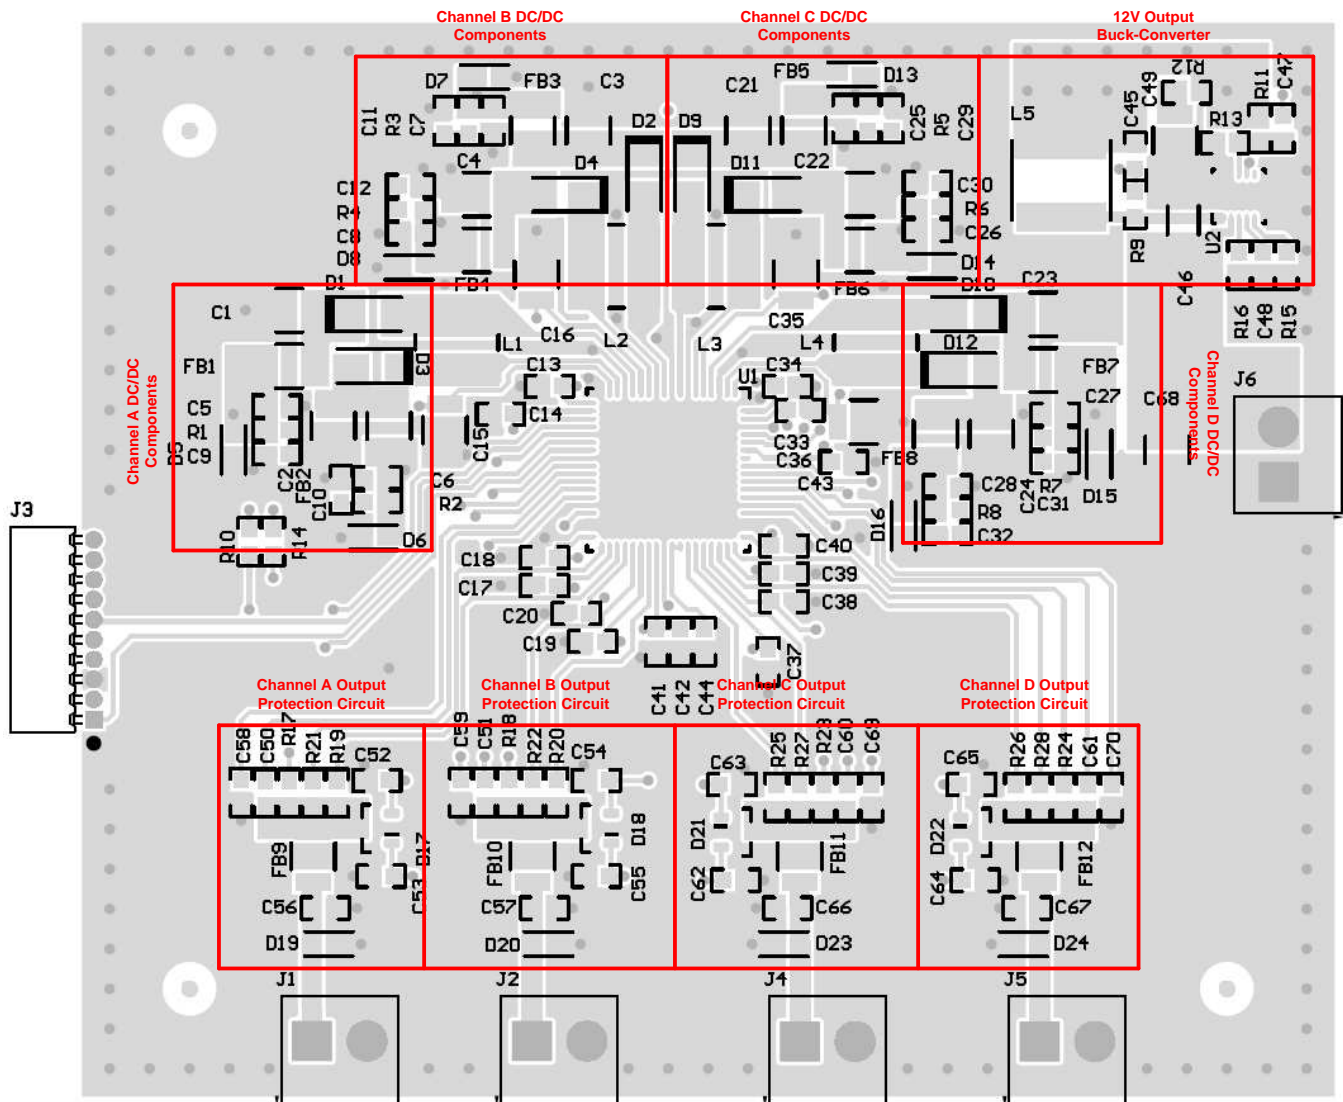 Channel B DC/DC
Components
Channel C DC/DC
Components
12V Output
Buck-Converter
D7
FB3
C3
C21
FB5
D13
R12
C49
R11
C47
C11
R3
C7
D2
D9
C25
R5
C29
L5
C45
R13
C4
D4
D11
C22
C12
R4
C8
D8
C30
R6
C26
D14
R9
U2
FB4
FB6
D1
D10
C23
C46
R16
C48
R15
C1
C16
L2
L3
C35
L1
L4
FB1
D3
C13
C34
U1
D12
FB7
Channel A DC/DC
Components
Channel D DC/DC
Components
J6
C5
R1
C9
D5
C14
C15
C33
C36
C43
FB8
C27
C68
C2
FB2
C10
C6
R2
C28
R8
C32
C24
R7
C31
D15
J3
R10
R14
D6
D16
C18
C17
C20
C19
C40
C39
C38
C37
C41
C42
C44
Channel A Output
Protection Circuit
Channel B Output
Protection Circuit
Channel C Output
Protection Circuit
Channel D Output
Protection Circuit
C58
C50
R17
R21
R19
C52
C59
C51
R18
R22
R20
C54
C63
R25
R27
R23
C60
C69
C65
R26
R28
R24
C61
C70
FB9
D17
C53
FB10
D18
C55
D21
C62
FB11
D22
C64
FB12
C56
C57
C66
C67
D19
D20
D23
D24
J1
J2
J4
J5